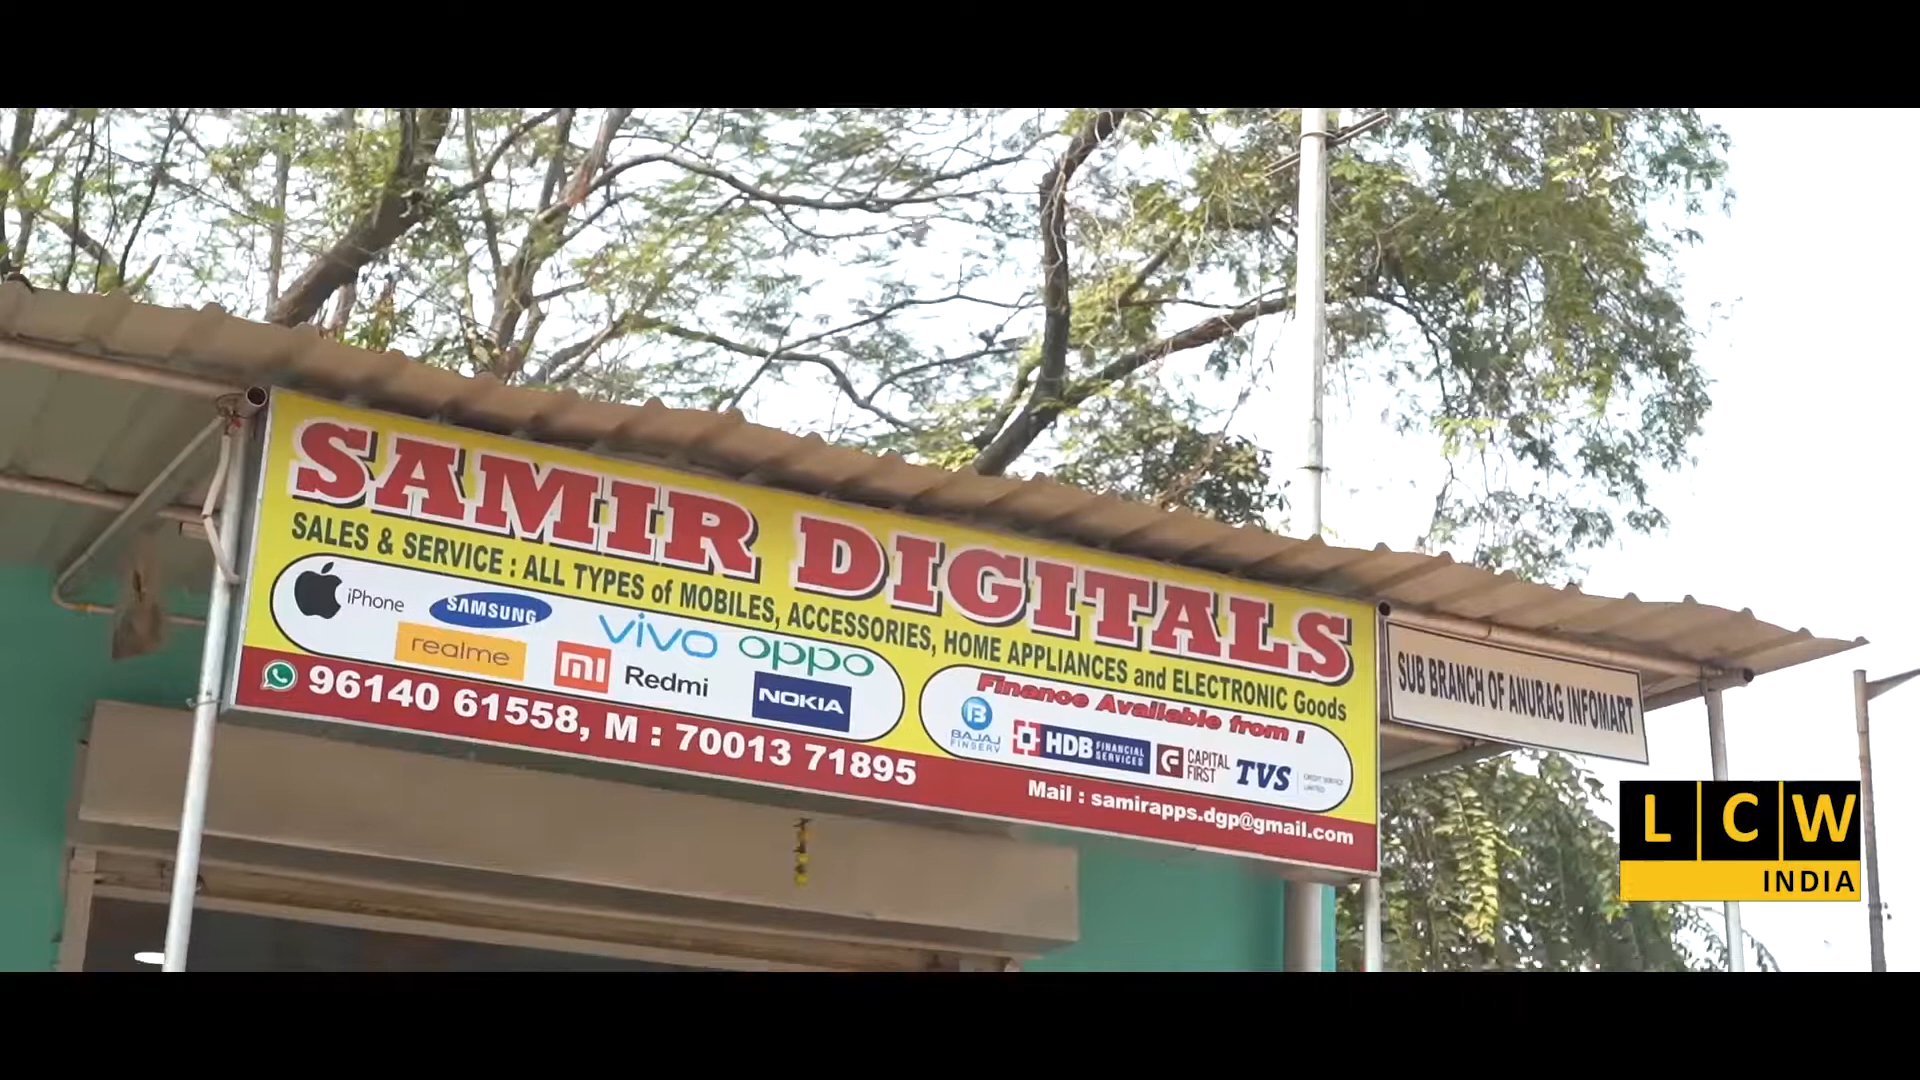 SAMIR DIGITALS
SALES & SERVICE : ALL TYPES of MOBILES, ACCESSORIES, HOME APPLIANCES and ELECTRONIC Goods
iPhone
SAMSUNG
vivo
oppo
realme
mi
Redmi
NOKIA
Finance Available from :
BAJAJ
FINSERV
HDB FINANCIAL
SERVICES
CAPITAL
FIRST
TVS
96140 61558, M : 70013 71895
Mail : samirapps.dgp@gmail.com
SUB BRANCH OF ANURAG INFOMART
LCW
INDIA